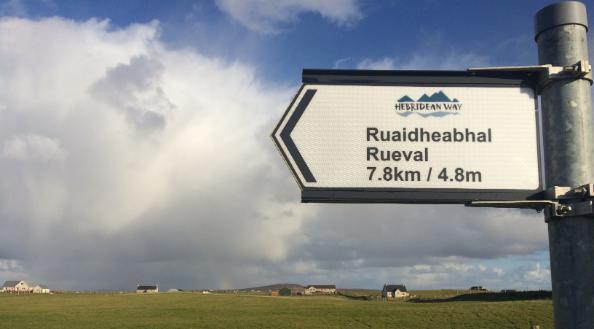 HEBRIDEAN WAY
Ruaidheabhal
Rueval
7.8km / 4.8m